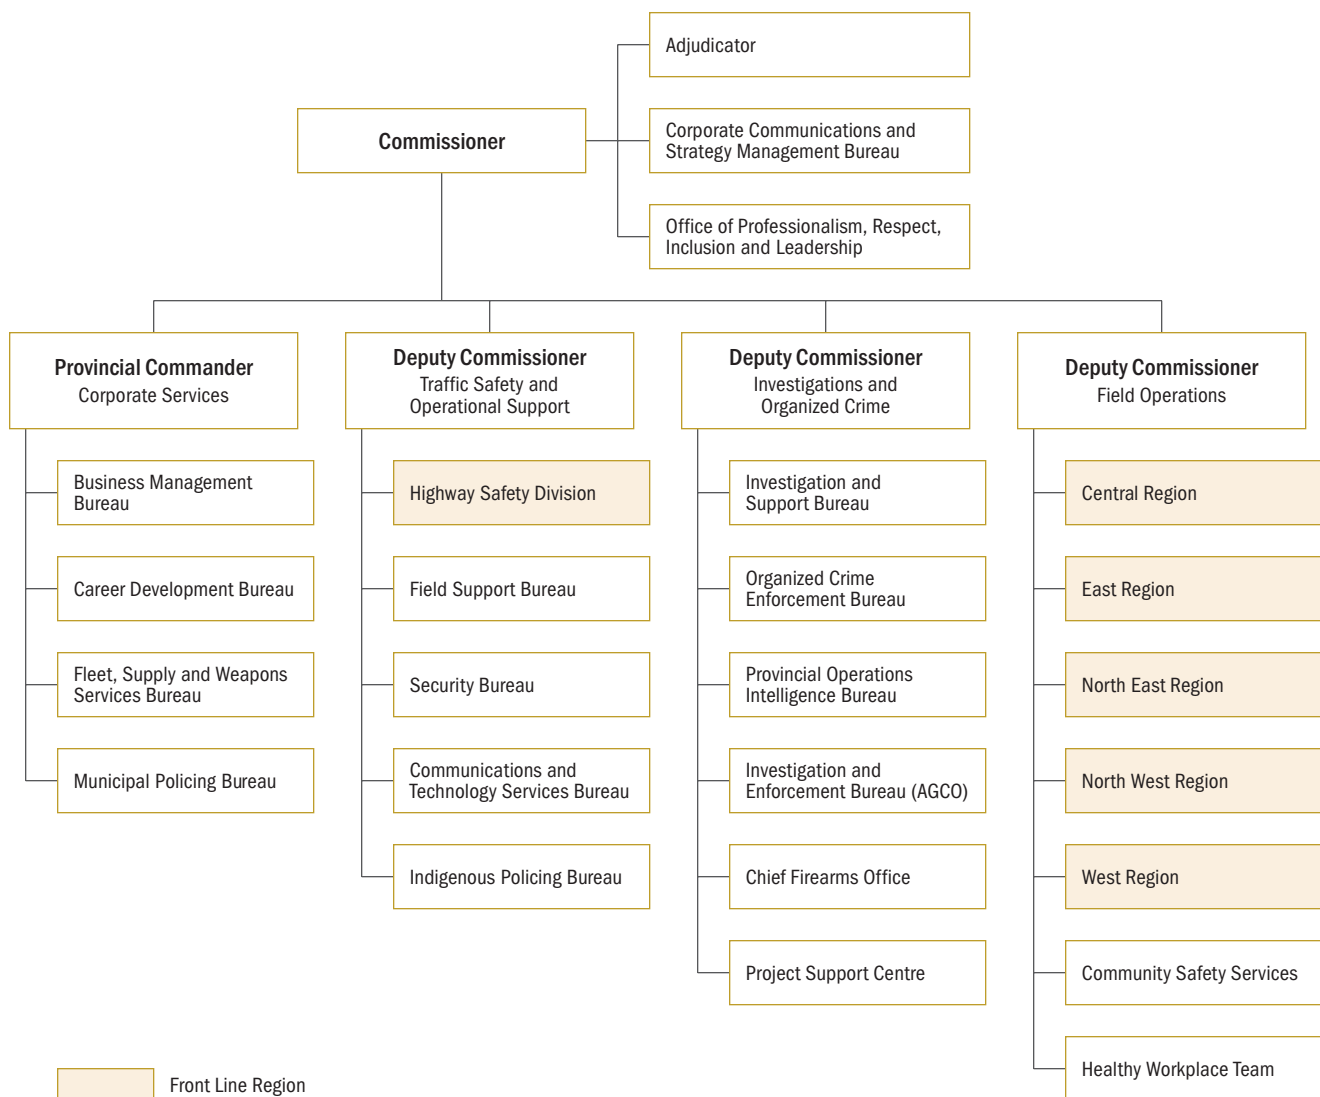 Adjudicator
Commissioner
Corporate Communications and
Strategy Management Bureau
Office of Professionalism, Respect,
Inclusion and Leadership
Provincial Commander
Corporate Services
Business Management
Bureau
Career Development Bureau
Fleet, Supply and Weapons
Services Bureau
Municipal Policing Bureau
Deputy Commissioner
Traffic Safety and
Operational Support
Highway Safety Division
Field Support Bureau
Security Bureau
Communications and
Technology Services Bureau
Indigenous Policing Bureau
Deputy Commissioner
Investigations and
Organized Crime
Investigation and
Support Bureau
Organized Crime
Enforcement Bureau
Provincial Operations
Intelligence Bureau
Investigation and
Enforcement Bureau (AGCO)
Chief Firearms Office
Project Support Centre
Deputy Commissioner
Field Operations
Central Region
East Region
North East Region
North West Region
West Region
Community Safety Services
Healthy Workplace Team
Front Line Region